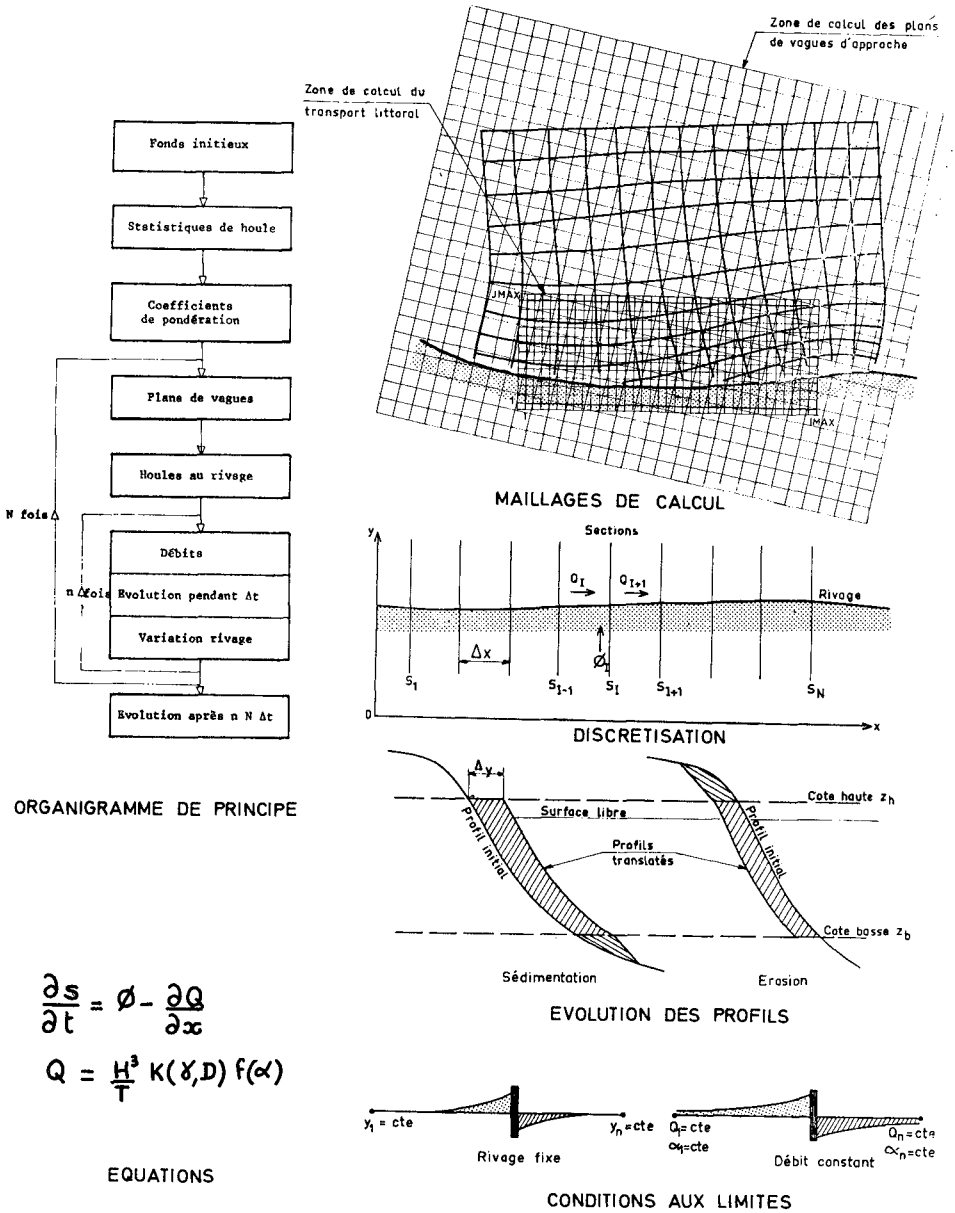 Zone de calcul des plans
de vagues d'approche
Zone de calcul du
transport littoral
JMAX
1
IMAX
MAILLAGES DE CALCUL
Fonds initieux
Statistiques de houle
Coefficients
de pondération
Plans de vagues
Houles au rivage
N fois
Débits
n fois
Evolution pendant Δt
Variation rivage
Evolution après n N Δt
ORGANIGRAMME DE PRINCIPE
y
Sections
Q_I
Q_{I+1}
Rivage
Δx
Ø_I
S_1
S_{I-1}
S_I
S_{I+1}
S_N
0
x
DISCRETISATION
Δy
Cote haute z_h
Surface libre
Profil initial
Profils
translatés
Profil initial
Cote basse z_b
Sédimentation
Erosion
EVOLUTION DES PROFILS
∂s/∂t = Ø - ∂Q/∂x
Q = H³/T K(γ,D) f(α)
EQUATIONS
y_1 = cte
y_n = cte
Rivage fixe
Q_1 = cte
α_1 = cte
Q_n = cte
α_n = cte
Débit constant
CONDITIONS AUX LIMITES